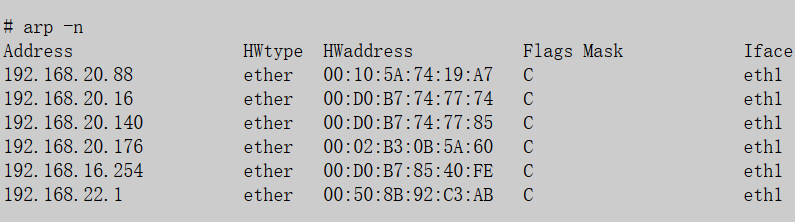 # arp -n
Address HWtype HWaddress Flags Mask Iface
192.168.20.88 ether 00:10:5A:74:19:A7 C eth1
192.168.20.16 ether 00:D0:B7:74:77:74 C eth1
192.168.20.140 ether 00:D0:B7:74:77:85 C eth1
192.168.20.176 ether 00:02:B3:0B:5A:60 C eth1
192.168.16.254 ether 00:D0:B7:85:40:FE C eth1
192.168.22.1 ether 00:50:8B:92:C3:AB C eth1